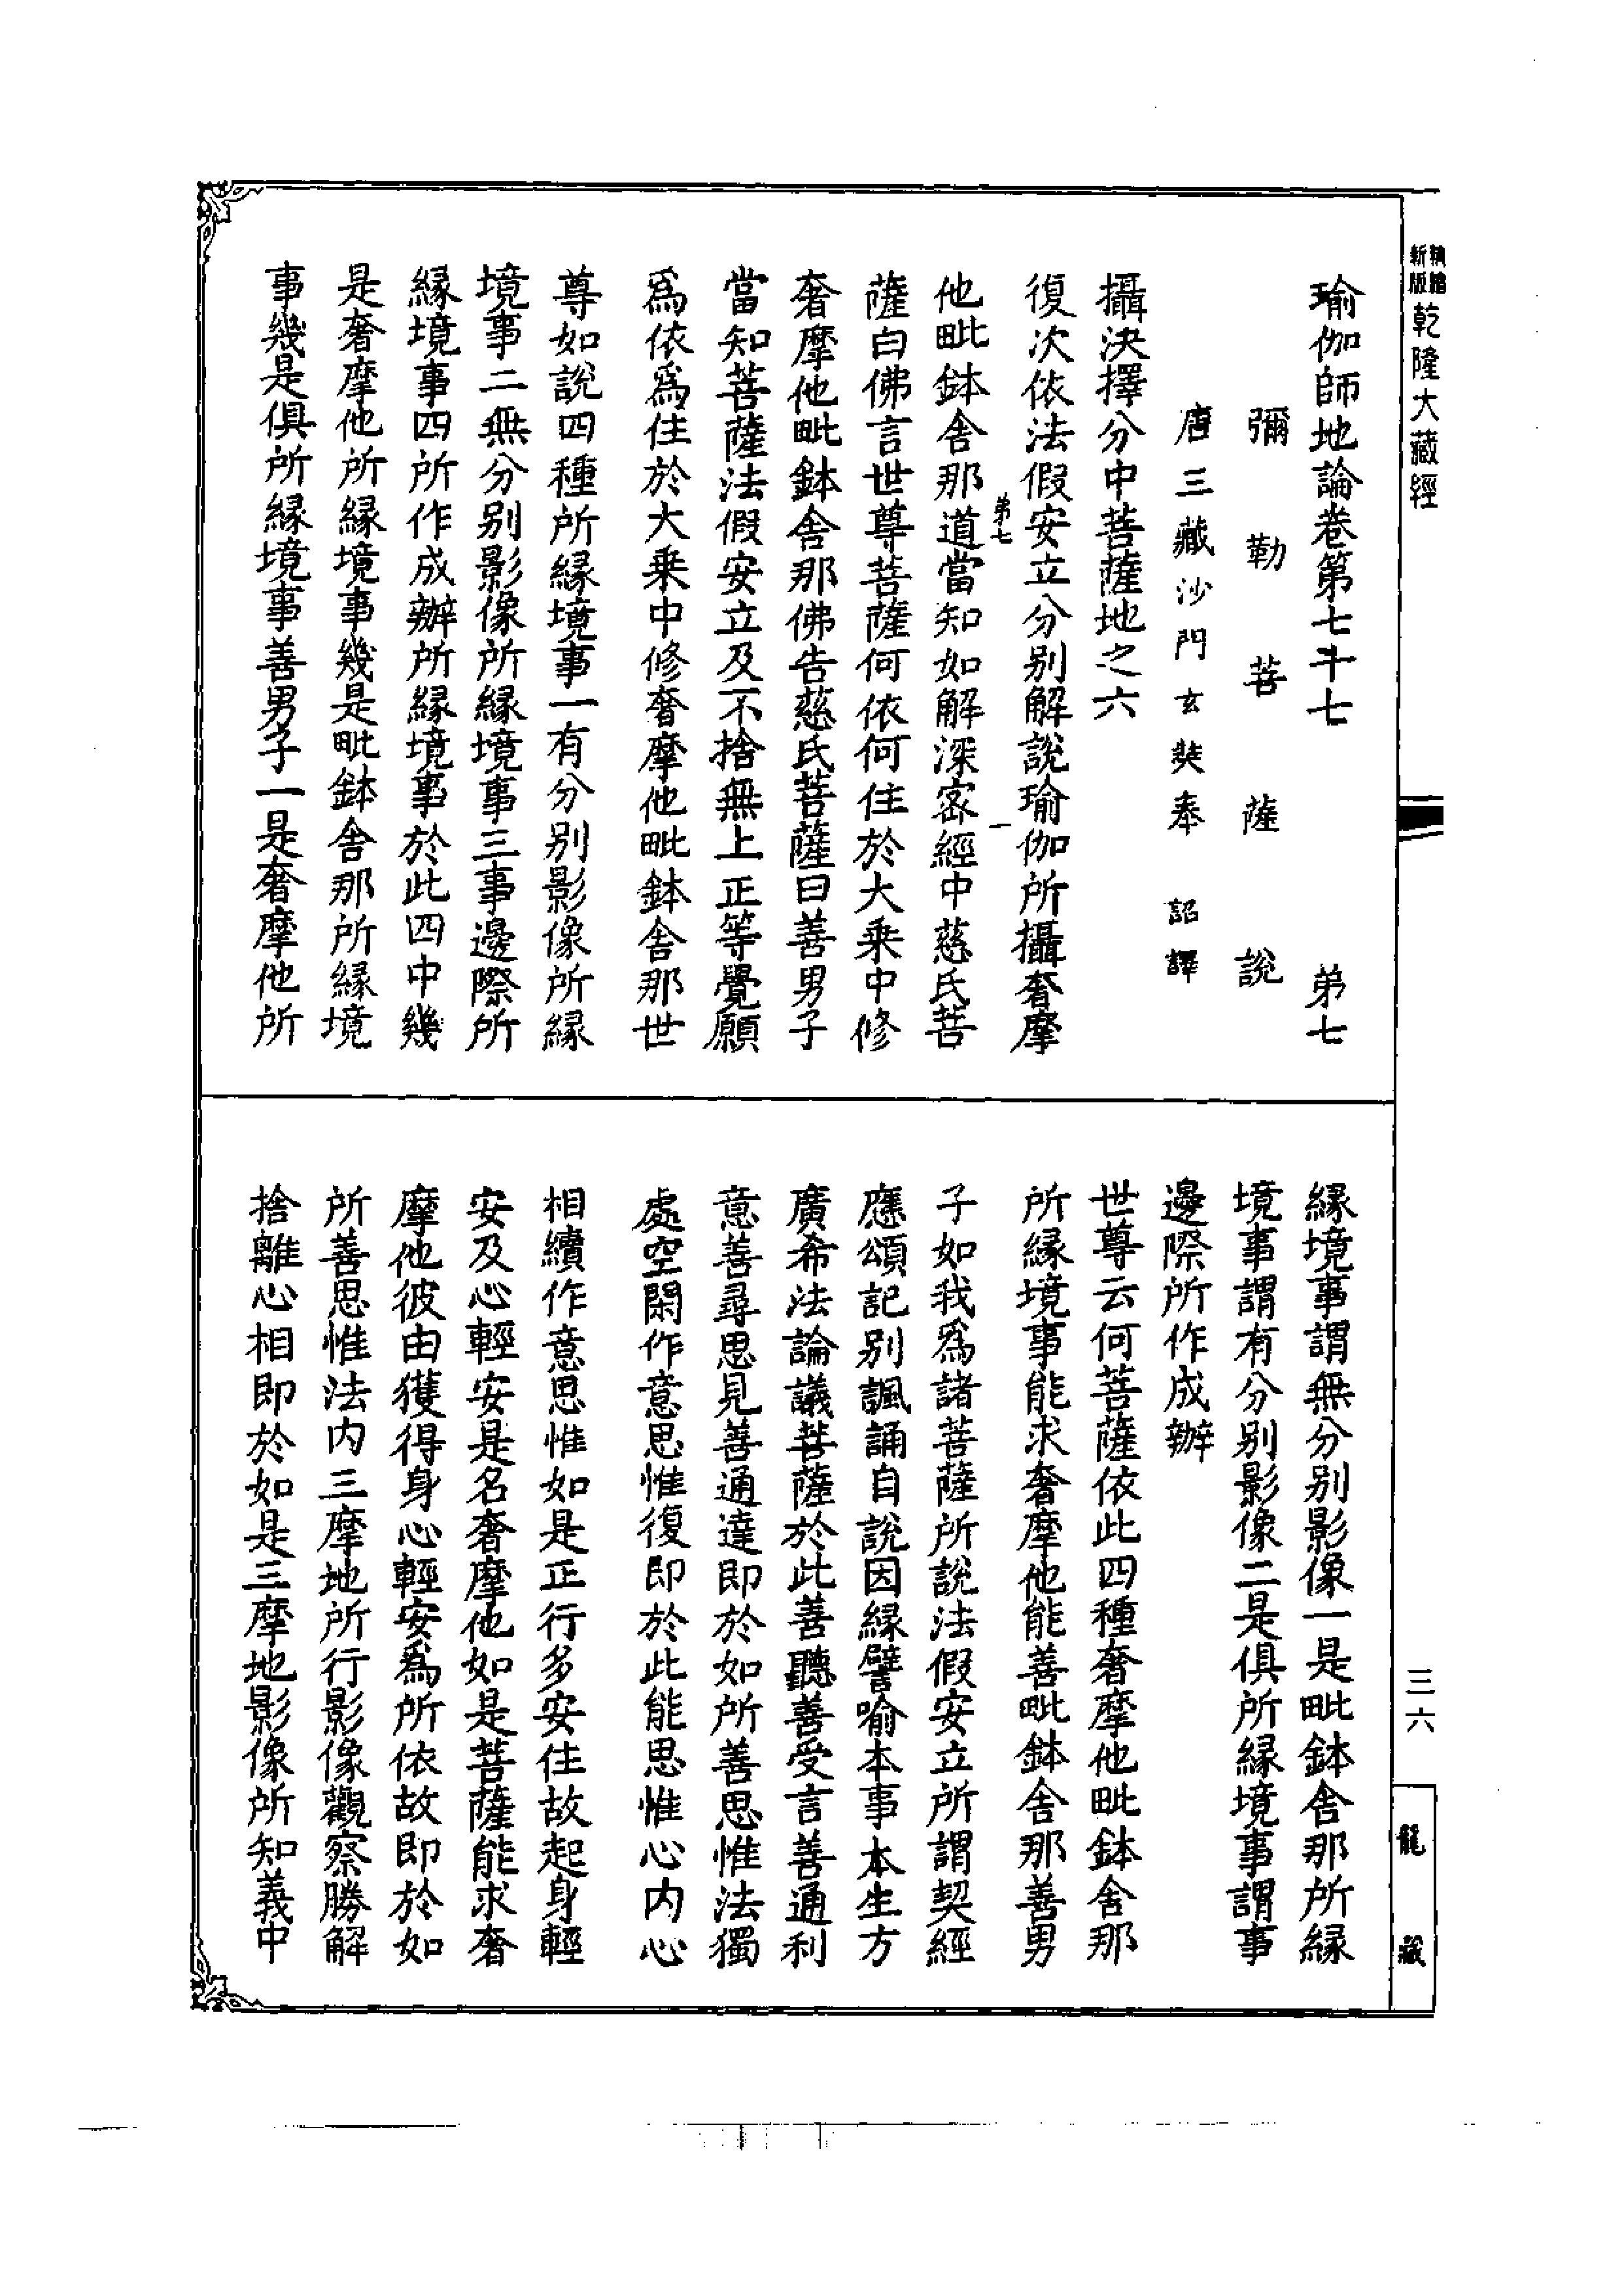 新版
乾隆大藏經
三六
龍藏
瑜伽師地論卷第七十七 第七
彌勒菩薩說
唐三藏沙門玄奘奉 詔譯
攝決擇分中菩薩地之六
復次依法假安立分別解說瑜伽所攝奢摩
第七 一
他毗鉢舍那道當知如解深密經中慈氏菩
薩白佛言世尊菩薩何依何住於大乘中修
奢摩他毗鉢舍那佛告慈氏菩薩曰善男子
當知菩薩法假安立及不捨無上正等覺願
爲依爲住於大乘中修奢摩他毗鉢舍那世
尊如說四種所緣境事一有分別影像所緣
境事二無分別影像所緣境事三事邊際所
緣境事四所作成辦所緣境事於此四中幾
是奢摩他所緣境事幾是毗鉢舍那所緣境
事幾是俱所緣境事善男子一是奢摩他所
緣境事謂無分別影像一是毗鉢舍那所緣
境事謂有分別影像二是俱所緣境事謂事
邊際所作成辦
世尊云何菩薩依此四種奢摩他毗鉢舍那
所緣境事能求奢摩他能善毗鉢舍那善男
子如我爲諸菩薩所說法假安立所謂契經
應頌記別諷誦自說因緣譬喻本事本生方
廣希法論議菩薩於此善聽善受言善通利
意善尋思見善通達即於如所善思惟法獨
處空閑作意思惟復即於此能思惟心內心
相續作意思惟如是正行多安住故起身輕
安及心輕安是名奢摩他如是菩薩能求奢
摩他彼由獲得身心輕安爲所依故即於如
所善思惟法內三摩地所行影像觀察勝解
捨離心相即於如是三摩地影像所知義中